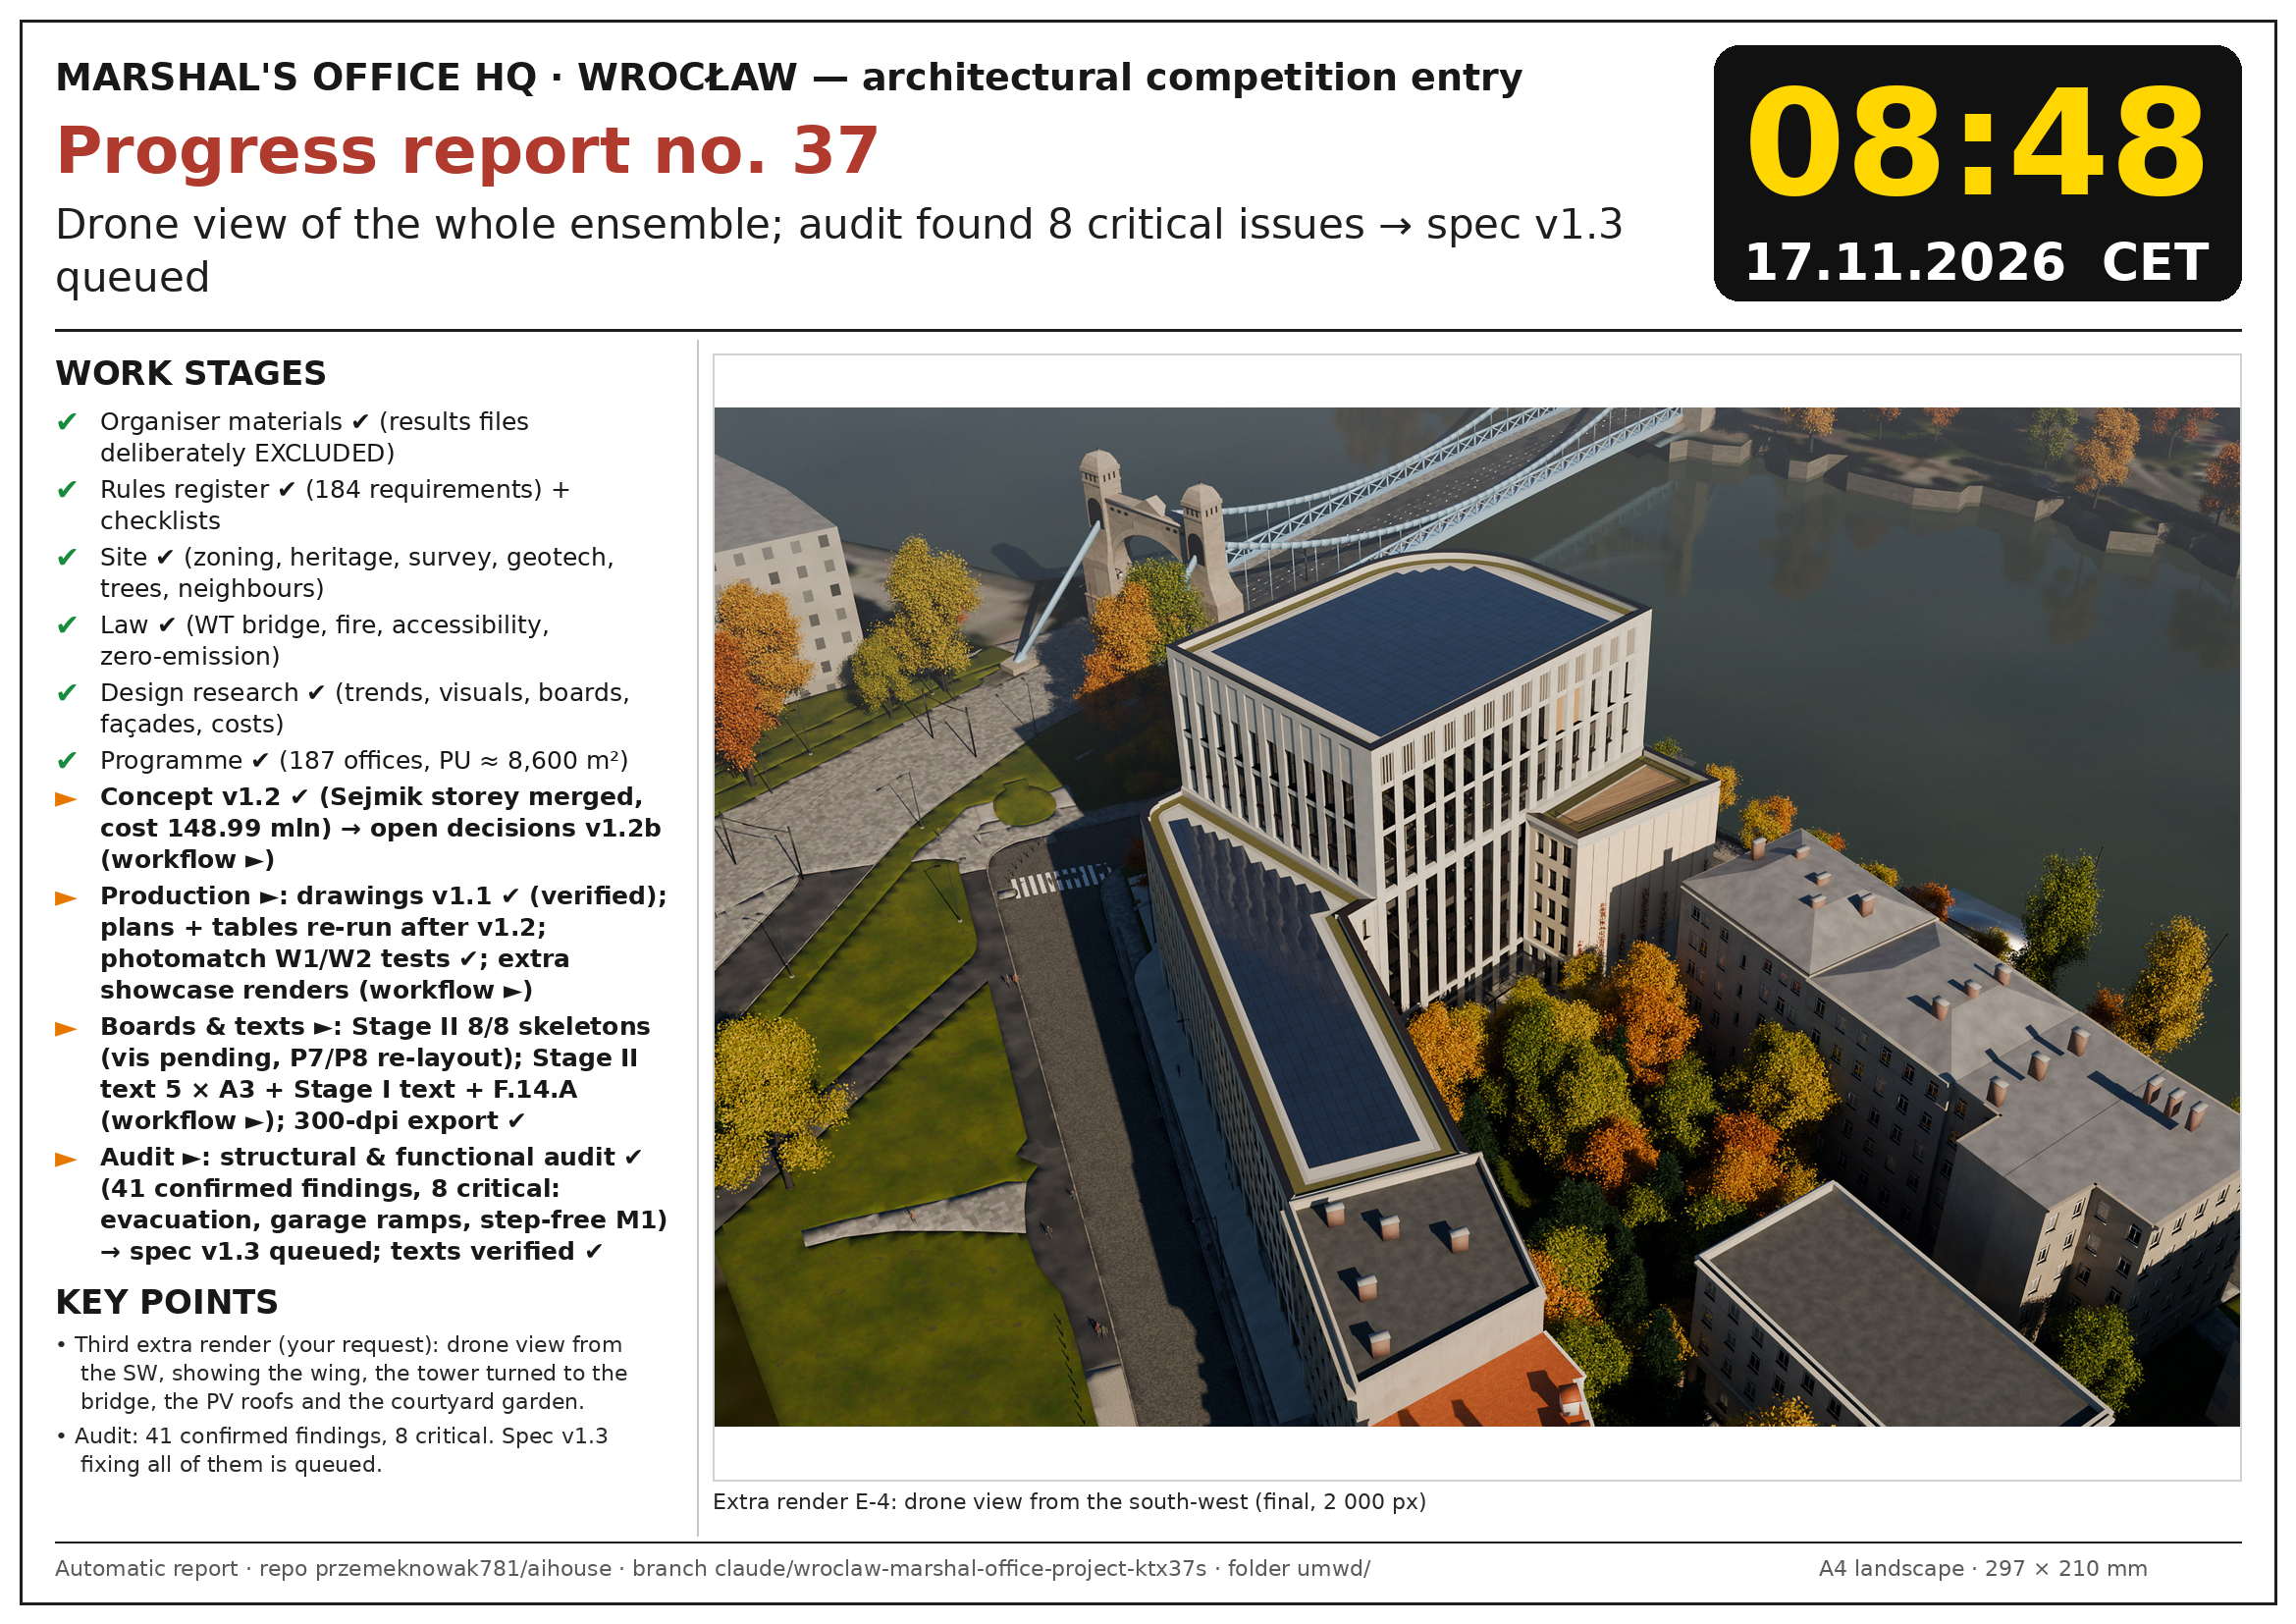 MARSHAL'S OFFICE HQ · WROCŁAW — architectural competition entry
Progress report no. 37
Drone view of the whole ensemble; audit found 8 critical issues → spec v1.3
queued
08:48
17.11.2026 CET
WORK STAGES
✔ Organiser materials ✔ (results files
deliberately EXCLUDED)
✔ Rules register ✔ (184 requirements) +
checklists
✔ Site ✔ (zoning, heritage, survey, geotech,
trees, neighbours)
✔ Law ✔ (WT bridge, fire, accessibility,
zero-emission)
✔ Design research ✔ (trends, visuals, boards,
façades, costs)
✔ Programme ✔ (187 offices, PU ≈ 8,600 m²)
► Concept v1.2 ✔ (Sejmik storey merged,
cost 148.99 mln) → open decisions v1.2b
(workflow ►)
► Production ►: drawings v1.1 ✔ (verified);
plans + tables re-run after v1.2;
photomatch W1/W2 tests ✔; extra
showcase renders (workflow ►)
► Boards & texts ►: Stage II 8/8 skeletons
(vis pending, P7/P8 re-layout); Stage II
text 5 × A3 + Stage I text + F.14.A
(workflow ►); 300-dpi export ✔
► Audit ►: structural & functional audit ✔
(41 confirmed findings, 8 critical:
evacuation, garage ramps, step-free M1)
→ spec v1.3 queued; texts verified ✔
KEY POINTS
• Third extra render (your request): drone view from
the SW, showing the wing, the tower turned to the
bridge, the PV roofs and the courtyard garden.
• Audit: 41 confirmed findings, 8 critical. Spec v1.3
fixing all of them is queued.
Extra render E-4: drone view from the south-west (final, 2 000 px)
Automatic report · repo przemeknowak781/aihouse · branch claude/wroclaw-marshal-office-project-ktx37s · folder umwd/
A4 landscape · 297 × 210 mm